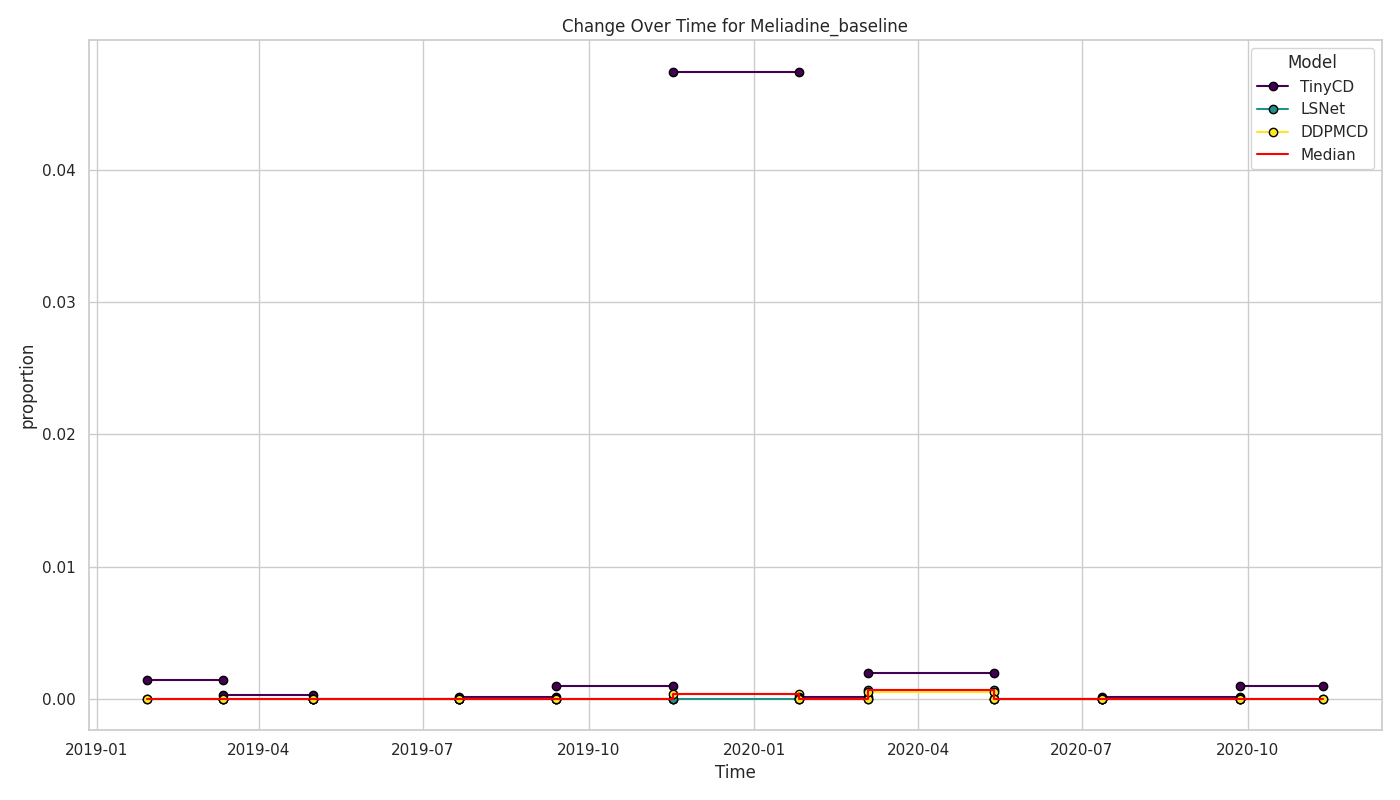 Change Over Time for Meliadine_baseline
Model
TinyCD
LSNet
DDPMCD
Median
0.04
0.03
0.02
0.01
0.00
proportion
2019-01 2019-04 2019-07 2019-10 2020-01 2020-04 2020-07 2020-10
Time